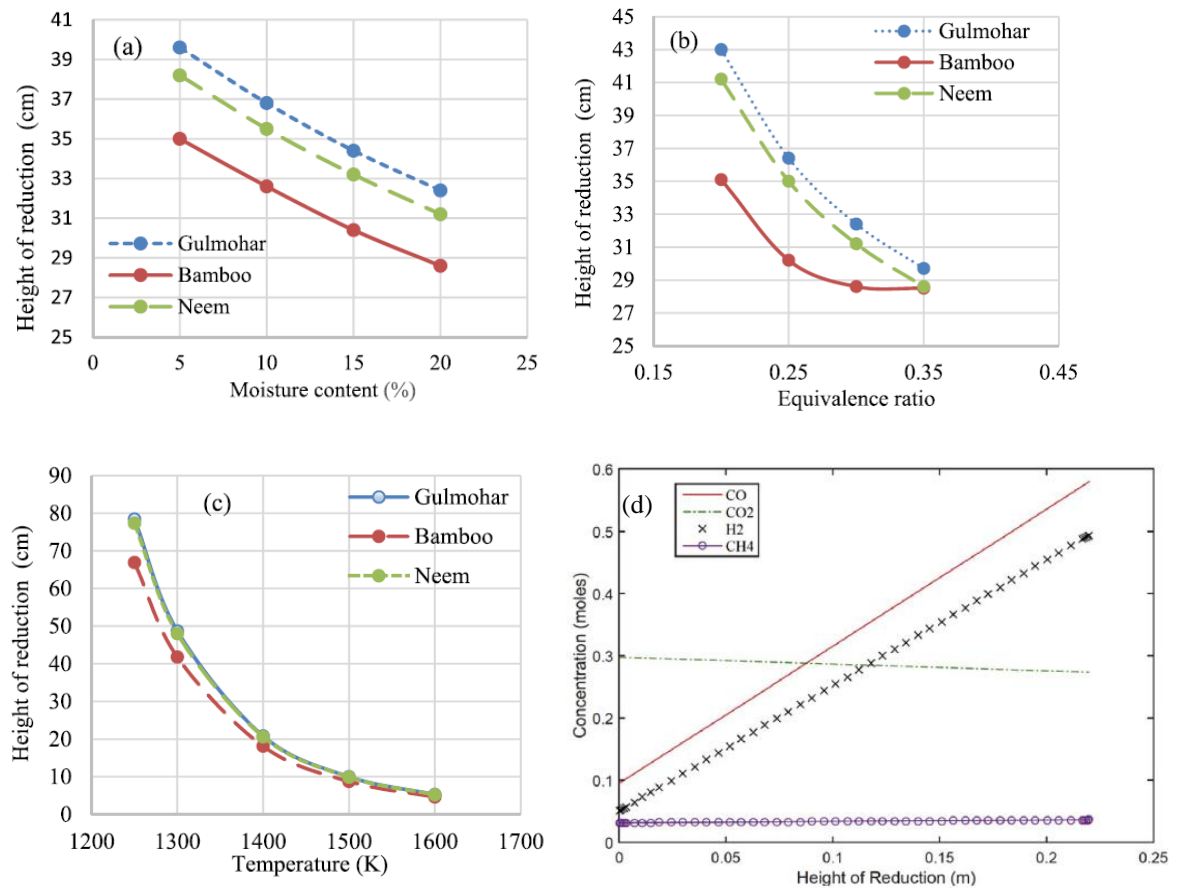 (a)
Height of reduction (cm)
41
39
37
35
33
31
29
27
25
Gulmohar
Bamboo
Neem
0 5 10 15 20 25
Moisture content (%)
(b)
Height of reduction (cm)
45
43
41
39
37
35
33
31
29
27
25
Gulmohar
Bamboo
Neem
0.15 0.25 0.35 0.45
Equivalence ratio
(c)
Height of reduction (cm)
90
80
70
60
50
40
30
20
10
0
Gulmohar
Bamboo
Neem
1200 1300 1400 1500 1600 1700
Temperature (K)
(d)
Concentration (moles)
0.6
0.5
0.4
0.3
0.2
0.1
0
CO
CO2
H2
CH4
0 0.05 0.1 0.15 0.2 0.25
Height of Reduction (m)